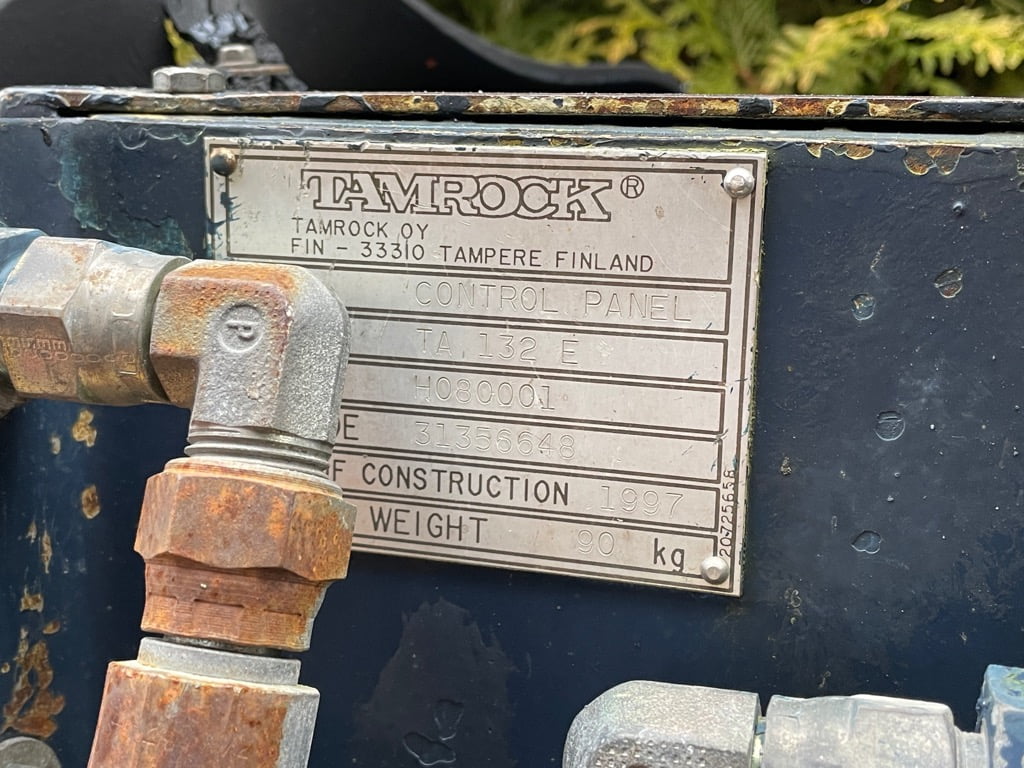 TAMROCK®
TAMROCK OY
FIN - 33310 TAMPERE FINLAND
CONTROL PANEL
TA 132 E
H080001
DE 31356648
F CONSTRUCTION 1997
WEIGHT 90 kg
20725658
P